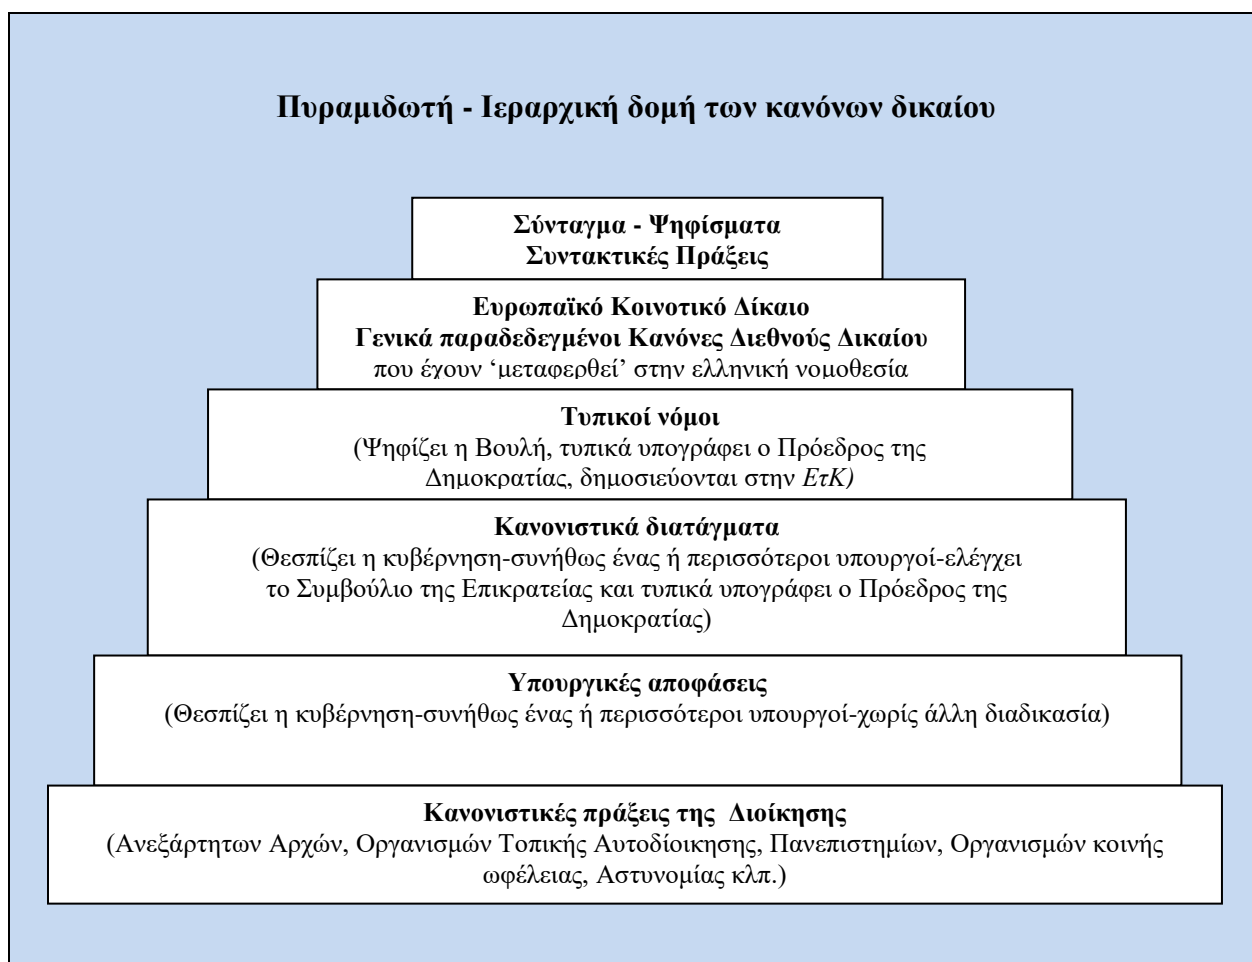 Πυραμιδωτή - Ιεραρχική δομή των κανόνων δικαίου
Σύνταγμα - Ψηφίσματα
Συντακτικές Πράξεις
Ευρωπαϊκό Κοινοτικό Δίκαιο
Γενικά παραδεδεγμένοι Κανόνες Διεθνούς Δικαίου
που έχουν ‘μεταφερθεί’ στην ελληνική νομοθεσία
Τυπικοί νόμοι
(Ψηφίζει η Βουλή, τυπικά υπογράφει ο Πρόεδρος της
Δημοκρατίας, δημοσιεύονται στην ΕτΚ)
Κανονιστικά διατάγματα
(Θεσπίζει η κυβέρνηση-συνήθως ένας ή περισσότεροι υπουργοί-ελέγχει
το Συμβούλιο της Επικρατείας και τυπικά υπογράφει ο Πρόεδρος της
Δημοκρατίας)
Υπουργικές αποφάσεις
(Θεσπίζει η κυβέρνηση-συνήθως ένας ή περισσότεροι υπουργοί-χωρίς άλλη διαδικασία)
Κανονιστικές πράξεις της Διοίκησης
(Ανεξάρτητων Αρχών, Οργανισμών Τοπικής Αυτοδίοικησης, Πανεπιστημίων, Οργανισμών κοινής
ωφέλειας, Αστυνομίας κλπ.)